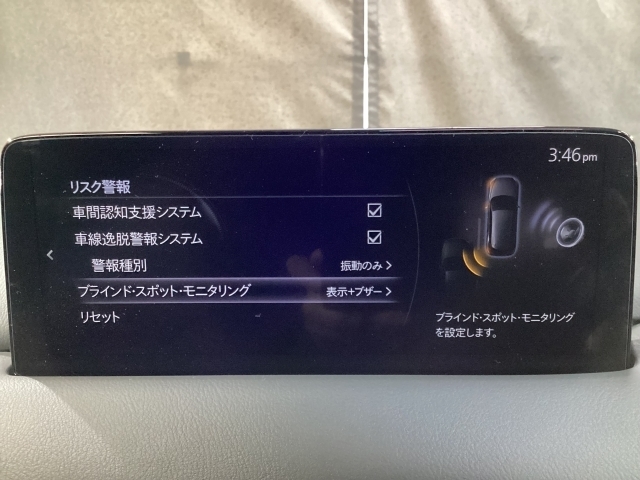 3:46pm
リスク警報
車間認知支援システム
車線逸脱警報システム
警報種別 振動のみ
ブラインド・スポット・モニタリング 表示+ブザー
リセット
ブラインド・スポット・モニタリング
を設定します。